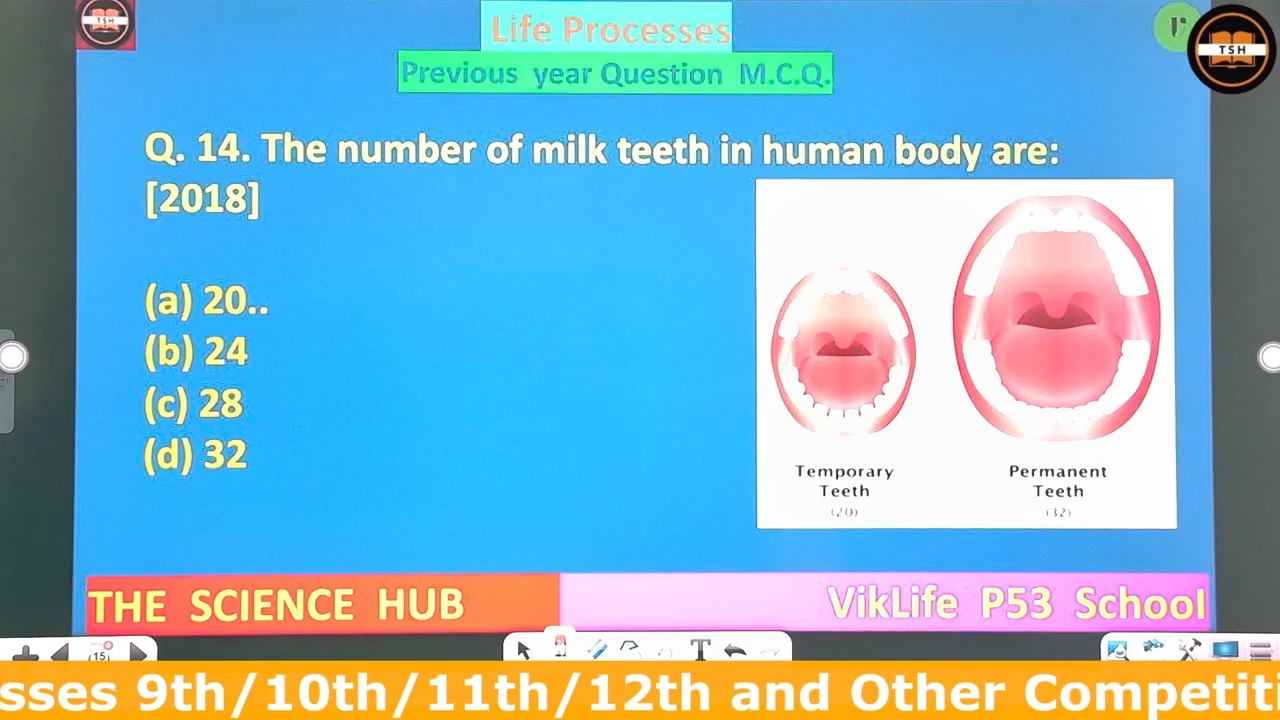 TSH
Life Processes
TSH
Previous year Question M.C.Q.
Q. 14. The number of milk teeth in human body are:
[2018]
(a) 20..
(b) 24
(c) 28
(d) 32
Temporary Teeth
(20)
Permanent Teeth
(32)
THE SCIENCE HUB
VikLife P53 School
15
T
sses 9th/10th/11th/12th and Other Competiti